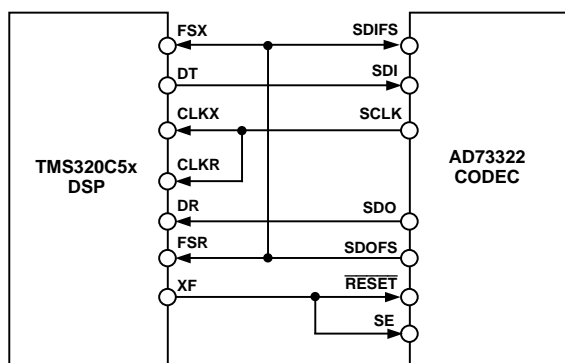 FSX
SDIFS
DT
SDI
CLKX
SCLK
TMS320C5x
DSP
AD73322
CODEC
CLKR
DR
SDO
FSR
SDOFS
XF
RESET
SE